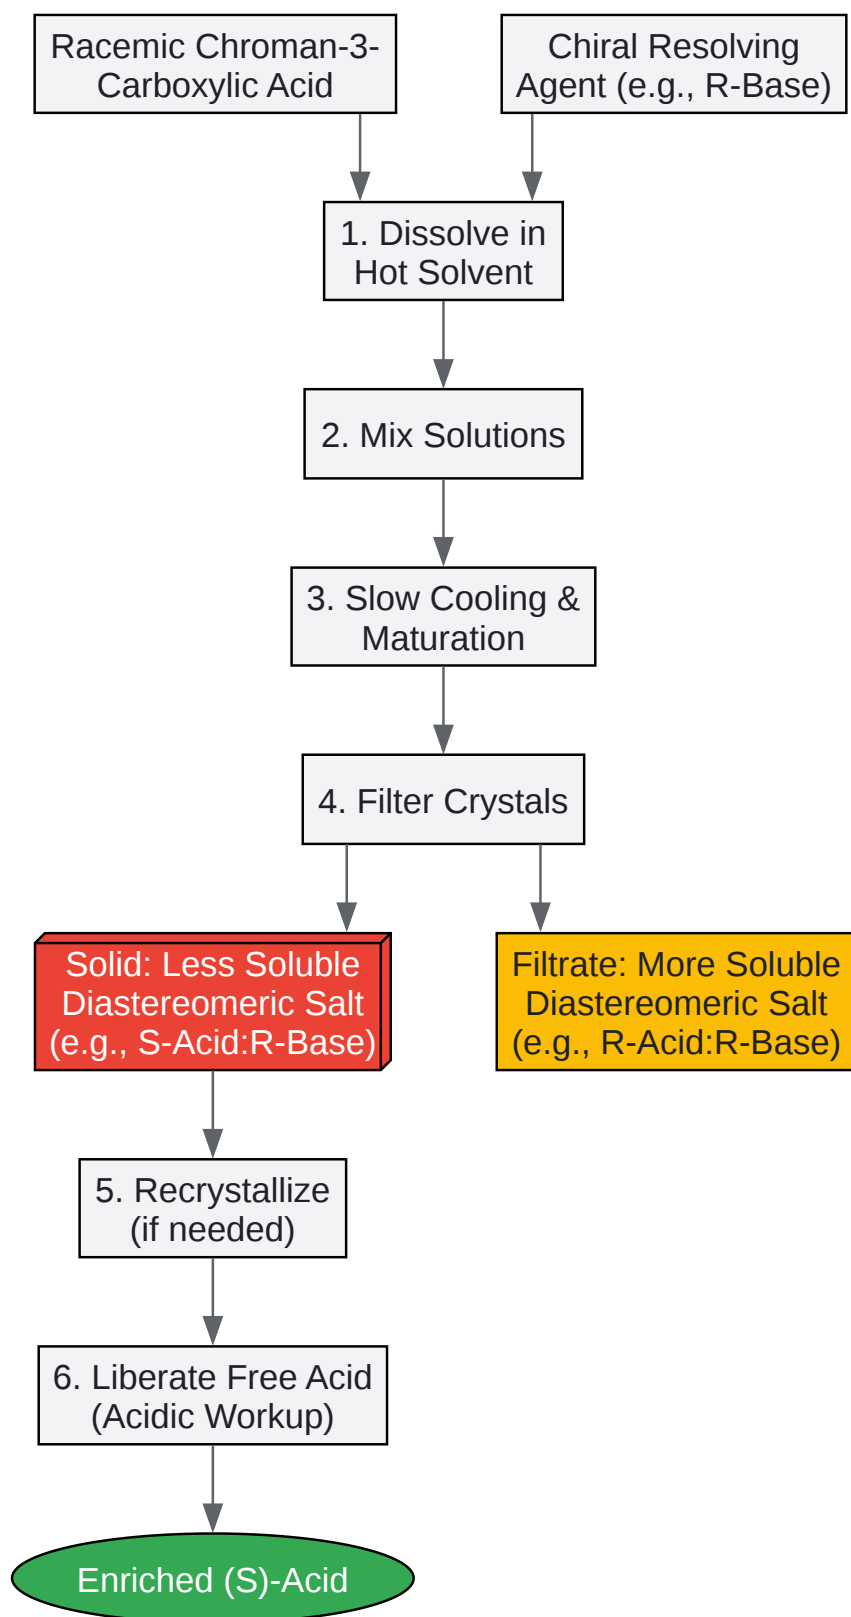 Racemic Chroman-3-
Carboxylic Acid
Chiral Resolving
Agent (e.g., R-Base)
1. Dissolve in
Hot Solvent
2. Mix Solutions
3. Slow Cooling &
Maturation
4. Filter Crystals
Solid: Less Soluble
Diastereomeric Salt
(e.g., S-Acid:R-Base)
Filtrate: More Soluble
Diastereomeric Salt
(e.g., R-Acid:R-Base)
5. Recrystallize
(if needed)
6. Liberate Free Acid
(Acidic Workup)
Enriched (S)-Acid